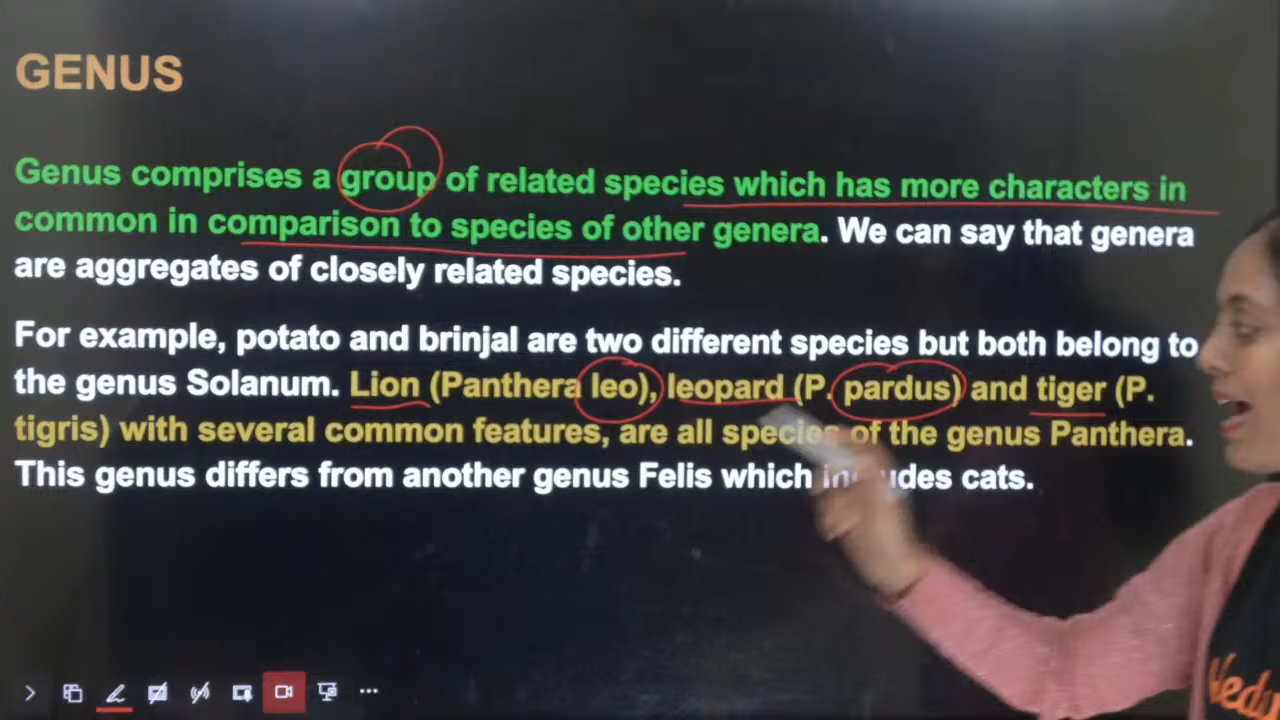 GENUS
Genus comprises a group of related species which has more characters in
common in comparison to species of other genera. We can say that genera
are aggregates of closely related species.
For example, potato and brinjal are two different species but both belong to
the genus Solanum. Lion (Panthera leo), leopard (P. pardus) and tiger (P.
tigris) with several common features, are all species of the genus Panthera.
This genus differs from another genus Felis which includes cats.